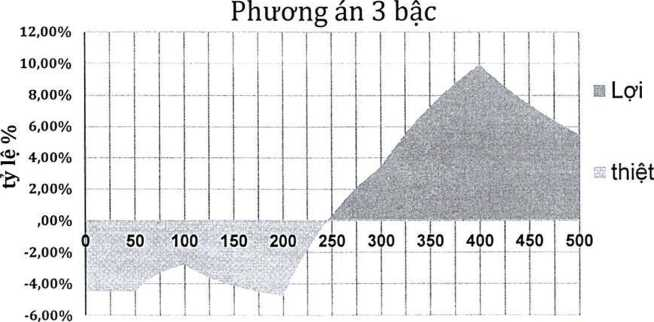 Phương án 3 bậc
12,00%
10,00%
8,00%
6,00%
4,00%
2,00%
,00%
-2,00%
-4,00%
-6,00%
tỷ lệ %
0 50 100 150 200 250 300 350 400 450 500
Lợi
thiệt